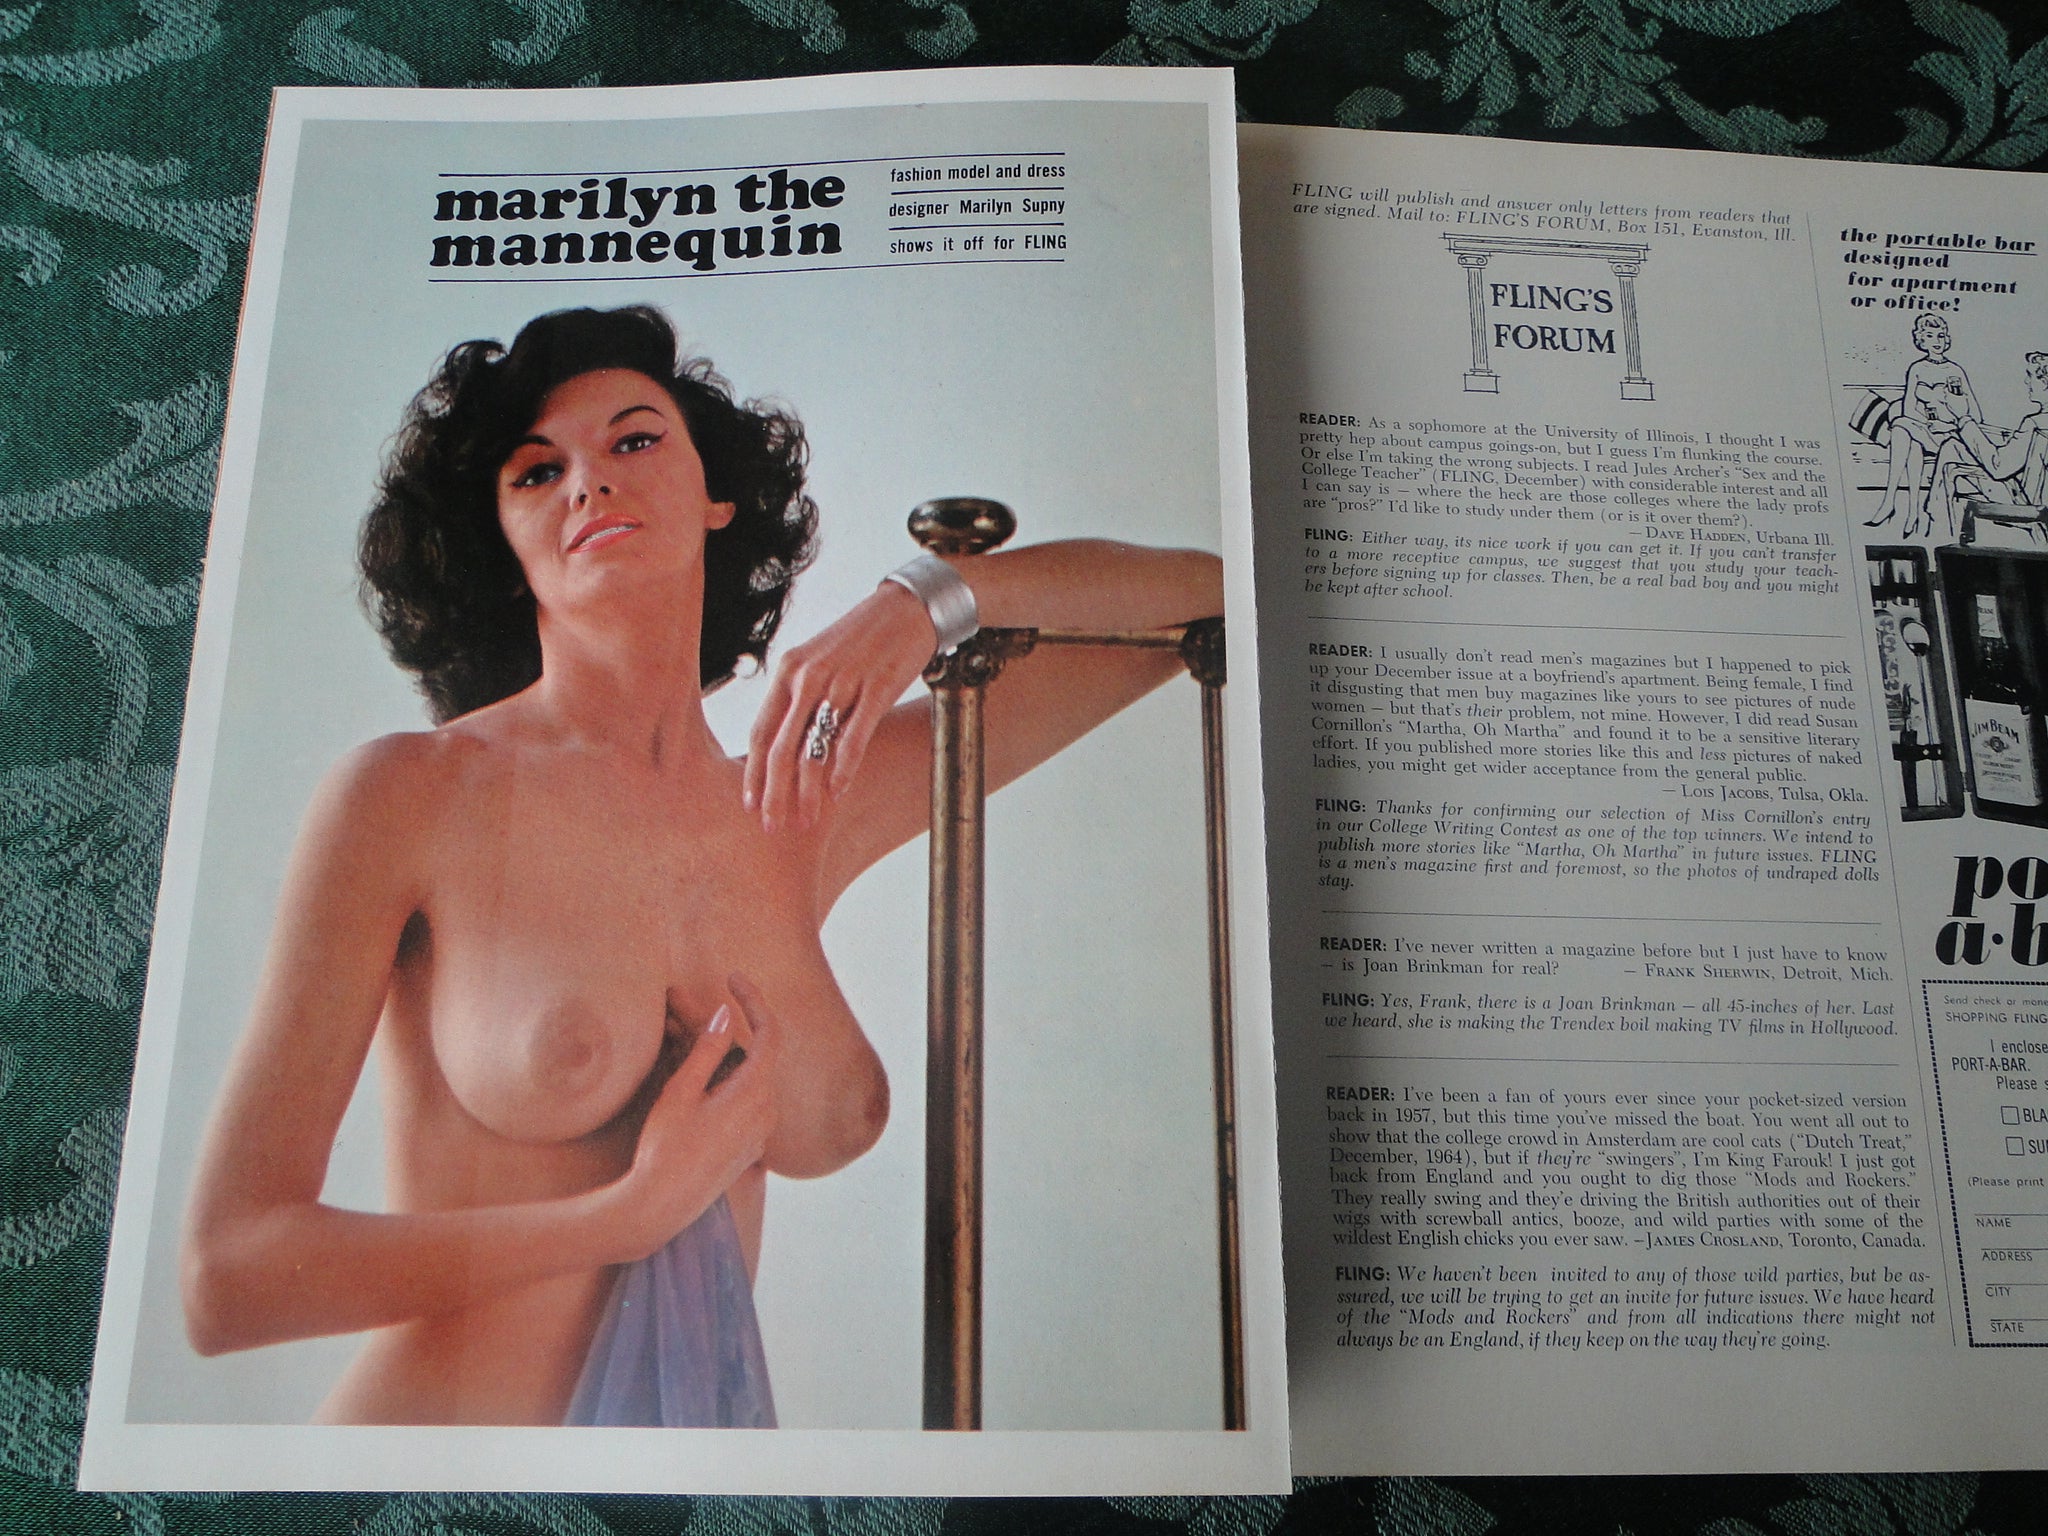 marilyn the
mannequin
fashion model and dress
designer Marilyn Supny
shows it off for FLING
FLING will publish and answer only letters from readers that
are signed. Mail to: FLING'S FORUM, Box 151, Evanston, Ill.
FLING'S
FORUM
READER: As a sophomore at the University of Illinois, I thought I was
pretty hep about campus goings-on, but I guess I'm flunking the course.
Or else I'm taking the wrong subjects. I read Jules Archer's "Sex and the
College Teacher" (FLING, December) with considerable interest and all
I can say is – where the heck are those colleges where the lady profs
are "pros?" I'd like to study under them (or is it over them?).
— DAVE HADDEN, Urbana Ill.
FLING: Either way, its nice work if you can get it. If you can't transfer
to a more receptive campus, we suggest that you study your teach-
ers before signing up for classes. Then, be a real bad boy and you might
be kept after school.
READER: I usually don't read men's magazines but I happened to pick
up your December issue at a boyfriend's apartment. Being female, I find
it disgusting that men buy magazines like yours to see pictures of nude
women – but that's their problem, not mine. However, I did read Susan
Cornillon's "Martha, Oh Martha" and found it to be a sensitive literary
effort. If you published more stories like this and less pictures of naked
ladies, you might get wider acceptance from the general public.
— LOIS JACOBS, Tulsa, Okla.
FLING: Thanks for confirming our selection of Miss Cornillon's entry
in our College Writing Contest as one of the top winners. We intend to
publish more stories like "Martha, Oh Martha" in future issues. FLING
is a men's magazine first and foremost, so the photos of undraped dolls
stay.
READER: I've never written a magazine before but I just have to know
– is Joan Brinkman for real? — FRANK SHERWIN, Detroit, Mich.
FLING: Yes, Frank, there is a Joan Brinkman – all 45-inches of her. Last
we heard, she is making the Trendex boil making TV films in Hollywood.
READER: I've been a fan of yours ever since your pocket-sized version
back in 1957, but this time you've missed the boat. You went all out to
show that the college crowd in Amsterdam are cool cats ("Dutch Treat,"
December, 1964), but if they're "swingers", I'm King Farouk! I just got
back from England and you ought to dig those "Mods and Rockers."
They really swing and they'e driving the British authorities out of their
wigs with screwball antics, booze, and wild parties with some of the
wildest English chicks you ever saw. –JAMES CROSLAND, Toronto, Canada.
FLING: We haven't been invited to any of those wild parties, but be as-
ssured, we will be trying to get an invite for future issues. We have heard
of the "Mods and Rockers" and from all indications there might not
always be an England, if they keep on the way they're going.
the portable bar
designed
for apartment
or office!
JIM BEAM
po
a·b
Send check or mone
SHOPPING FLING
I enclose
PORT-A-BAR.
Please s
BLA
SU
(Please print
NAME
ADDRESS
CITY
STATE